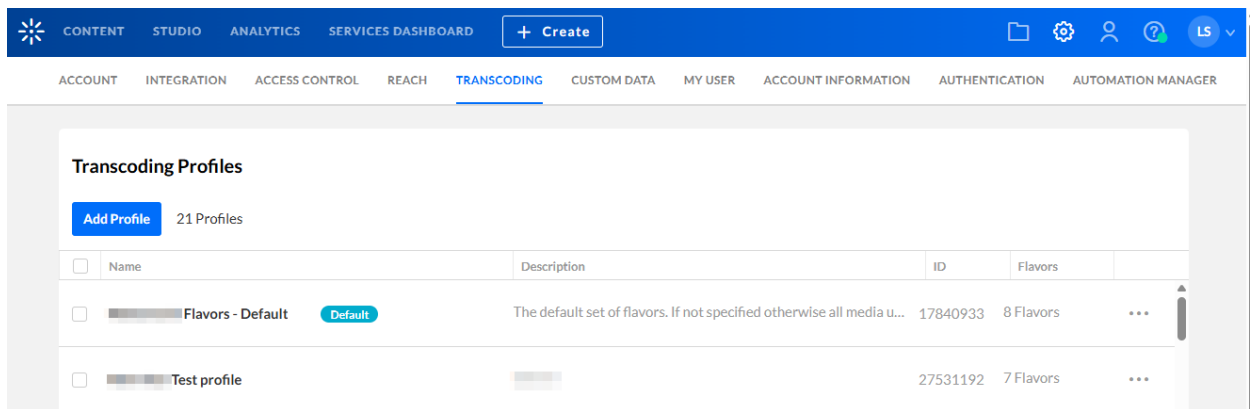 CONTENT STUDIO ANALYTICS SERVICES DASHBOARD + Create LS
ACCOUNT INTEGRATION ACCESS CONTROL REACH TRANSCODING CUSTOM DATA MY USER ACCOUNT INFORMATION AUTHENTICATION AUTOMATION MANAGER
Transcoding Profiles
Add Profile 21 Profiles
Name Description ID Flavors
Flavors - Default Default The default set of flavors. If not specified otherwise all media u... 17840933 8 Flavors
Test profile 27531192 7 Flavors